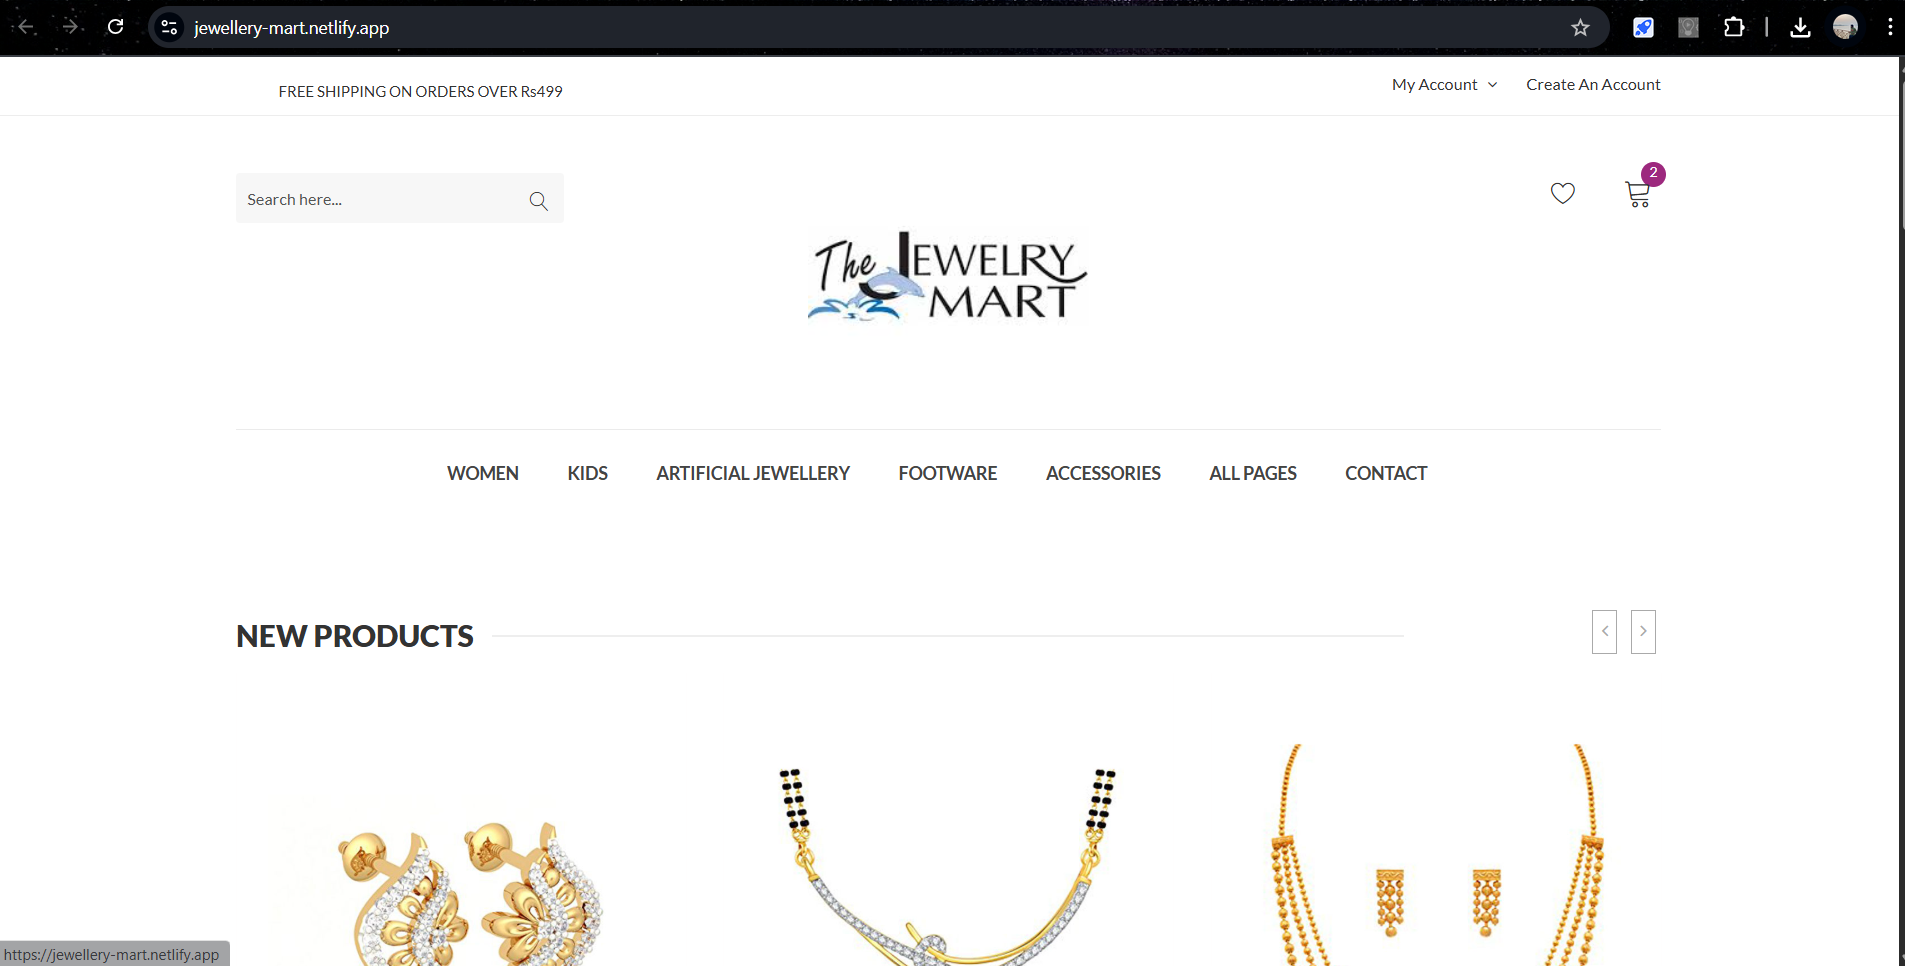 jewellery-mart.netlify.app
FREE SHIPPING ON ORDERS OVER Rs499
My Account
Create An Account
Search here...
2
The JEWELRY
MART
WOMEN
KIDS
ARTIFICIAL JEWELLERY
FOOTWARE
ACCESSORIES
ALL PAGES
CONTACT
NEW PRODUCTS
https://jewellery-mart.netlify.app